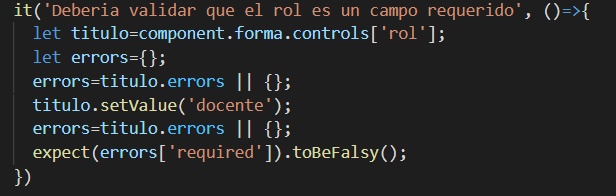 it('Deberia validar que el rol es un campo requerido', ()=>{
let titulo=component.forma.controls['rol'];
let errors={};
errors=titulo.errors || {};
titulo.setValue('docente');
errors=titulo.errors || {};
expect(errors['required']).toBeFalsy();
})